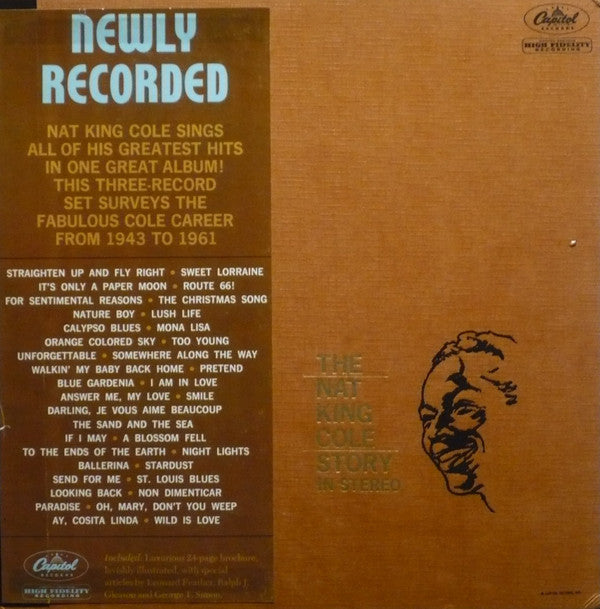 NEWLY
RECORDED
NAT KING COLE SINGS
ALL OF HIS GREATEST HITS
IN ONE GREAT ALBUM!
THIS THREE-RECORD
SET SURVEYS THE
FABULOUS COLE CAREER
FROM 1943 TO 1961
STRAIGHTEN UP AND FLY RIGHT • SWEET LORRAINE
IT'S ONLY A PAPER MOON • ROUTE 66!
FOR SENTIMENTAL REASONS • THE CHRISTMAS SONG
NATURE BOY • LUSH LIFE
CALYPSO BLUES • MONA LISA
ORANGE COLORED SKY • TOO YOUNG
UNFORGETTABLE • SOMEWHERE ALONG THE WAY
WALKIN' MY BABY BACK HOME • PRETEND
BLUE GARDENIA • I AM IN LOVE
ANSWER ME, MY LOVE • SMILE
DARLING, JE VOUS AIME BEAUCOUP
THE SAND AND THE SEA
IF I MAY • A BLOSSOM FELL
TO THE ENDS OF THE EARTH • NIGHT LIGHTS
BALLERINA • STARDUST
SEND FOR ME • ST. LOUIS BLUES
LOOKING BACK • NON DIMENTICAR
PARADISE • OH, MARY, DON'T YOU WEEP
AY, COSITA LINDA • WILD IS LOVE
Capitol
RECORDS
HIGH FIDELITY
RECORDING
Included: Luxurious 24-page brochure,
lavishly illustrated, with special
articles by Leonard Feather, Ralph J.
Gleason and George T. Simon.
Capitol
RECORDS
HIGH FIDELITY
RECORDING
THE
NAT
KING
COLE
STORY
IN STEREO